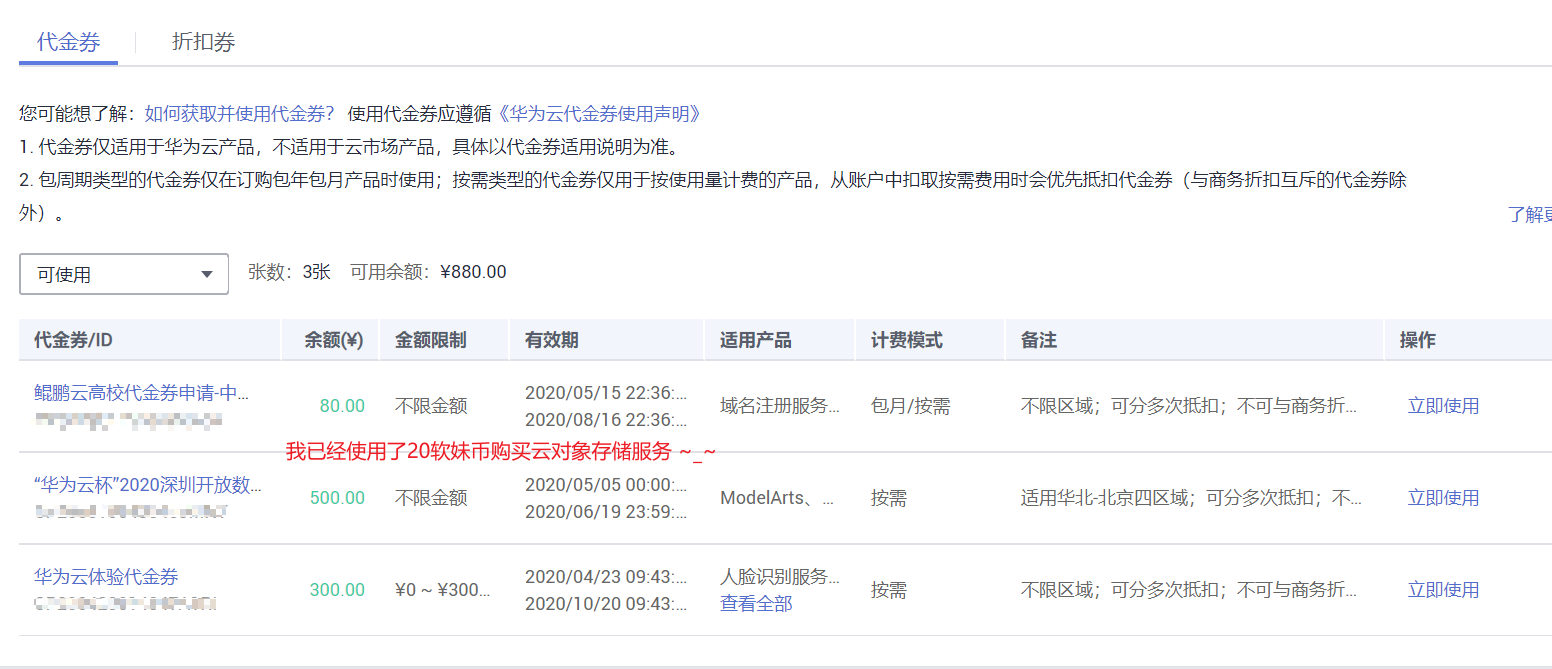 代金券 折扣券
您可能想了解：如何获取并使用代金券？ 使用代金券应遵循《华为云代金券使用声明》
1. 代金券仅适用于华为云产品，不适用于云市场产品，具体以代金券适用说明为准。
2. 包周期类型的代金券仅在订购包年包月产品时使用；按需类型的代金券仅用于按使用量计费的产品，从账户中扣取按需费用时会优先抵扣代金券（与商务折扣互斥的代金券除
外）。
了解更
可使用 张数：3张 可用余额：¥880.00
代金券/ID 余额(¥) 金额限制 有效期 适用产品 计费模式 备注 操作
鲲鹏云高校代金券申请-中... 80.00 不限金额 2020/05/15 22:36:... 域名注册服务... 包月/按需 不限区域；可分多次抵扣；不可与商务折... 立即使用
2020/08/16 22:36:...
我已经使用了20软妹币购买云对象存储服务 ~_~
“华为云杯”2020深圳开放数... 500.00 不限金额 2020/05/05 00:00:... ModelArts、... 按需 适用华北-北京四区域；可分多次抵扣；不... 立即使用
2020/06/19 23:59:...
华为云体验代金券 300.00 ¥0 ~ ¥300... 2020/04/23 09:43:... 人脸识别服务... 按需 不限区域；可分多次抵扣；不可与商务折... 立即使用
2020/10/20 09:43:... 查看全部